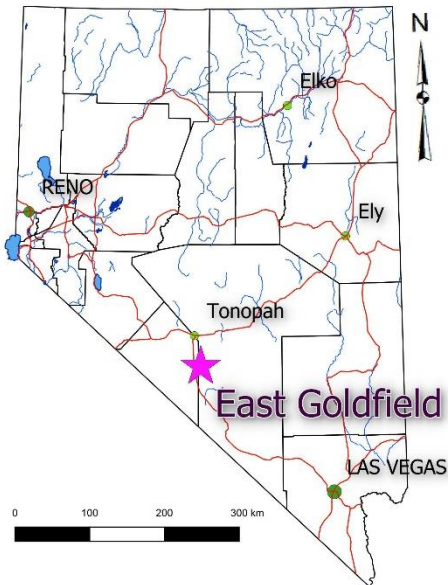 N
Elko
RENO
Ely
Tonopah
East Goldfield
LAS VEGAS
0 100 200 300 km